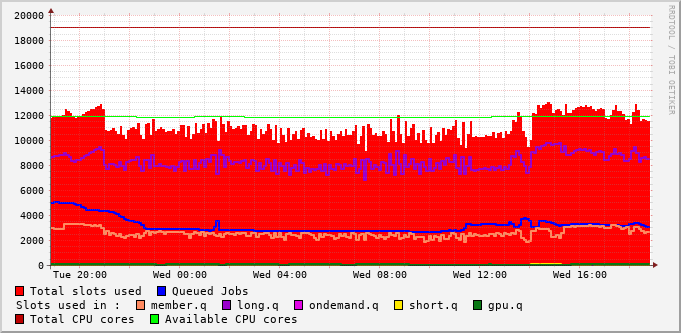 20000
18000
16000
14000
12000
10000
8000
6000
4000
2000
0
Tue 20:00 Wed 00:00 Wed 04:00 Wed 08:00 Wed 12:00 Wed 16:00
RRDTOOL / TOBI OETIKER
Total slots used Queued Jobs
Slots used in : member.q long.q ondemand.q short.q gpu.q
Total CPU cores Available CPU cores